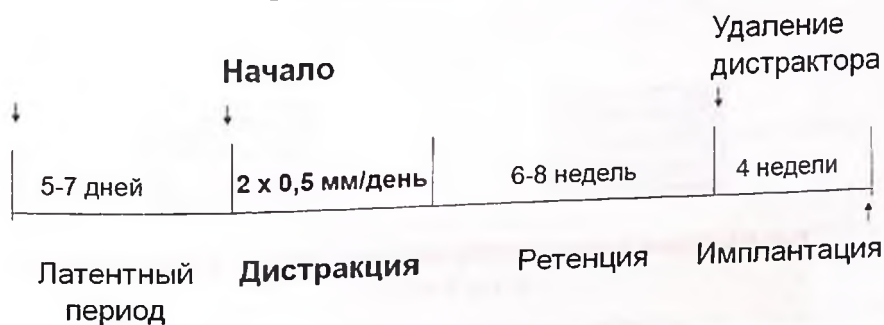 Удаление
дистрактора
Начало
5-7 дней
2 x 0,5 мм/день
6-8 недель
4 недели
Латентный
период
Дистракция
Ретенция
Имплантация